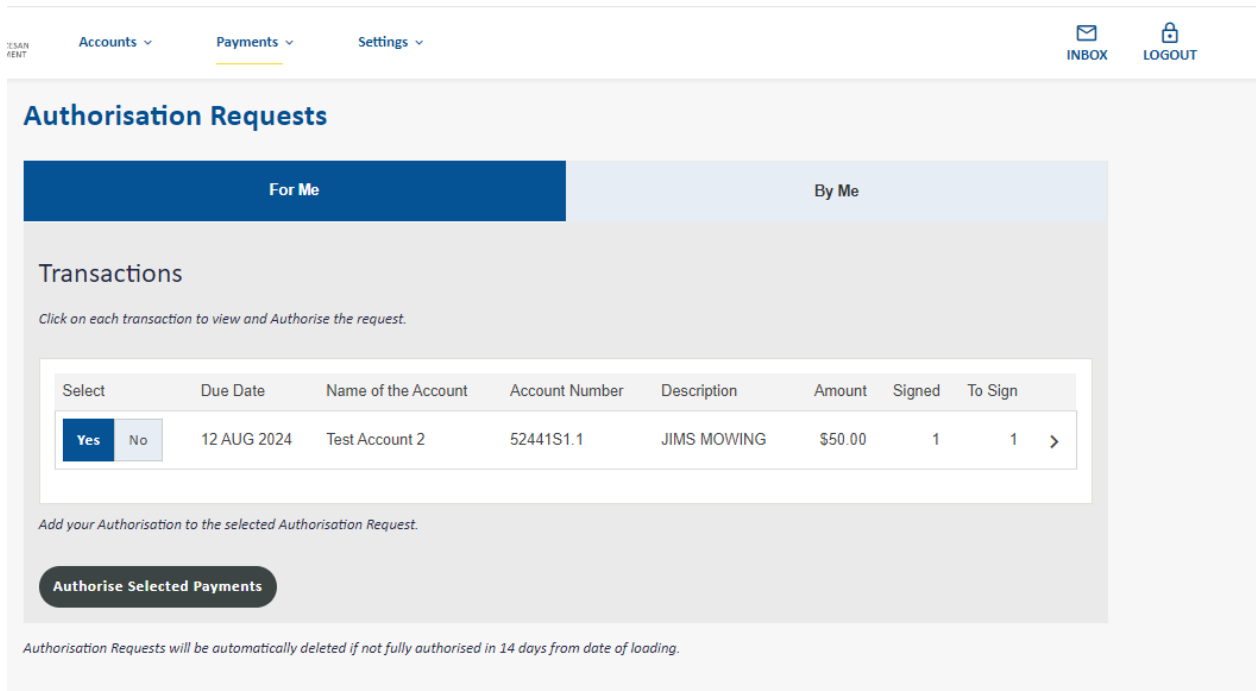 Accounts Payments Settings INBOX LOGOUT
Authorisation Requests
For Me By Me
Transactions
Click on each transaction to view and Authorise the request.
Select Due Date Name of the Account Account Number Description Amount Signed To Sign
Yes No 12 AUG 2024 Test Account 2 52441S1.1 JIMS MOWING $50.00 1 1
Add your Authorisation to the selected Authorisation Request.
Authorise Selected Payments
Authorisation Requests will be automatically deleted if not fully authorised in 14 days from date of loading.